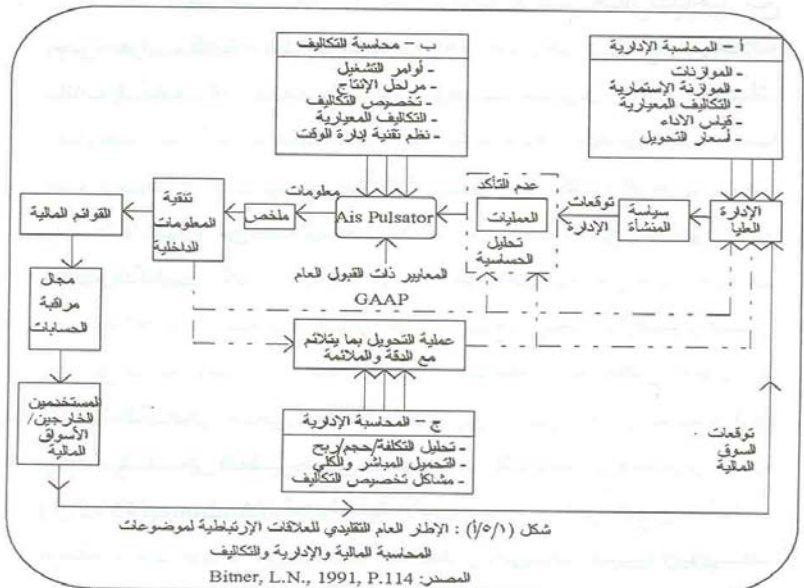 أ - المحاسبة الإدارية
- الموازنات
- الموازنة الإستمارية
- التكاليف المعيارية
- قياس الاداء
- أسعار التحويل
ب - محاسبة التكاليف
- أوامر التشغيل
- مراحل الإنتاج
- تخصيص التكاليف
- التكاليف المعيارية
- نظم تقنية إدارة الوقت
الإدارة
العليا
سياسة
المنشأة
توقعات
الإدارة
عدم التأكد
العمليات
تحليل
الحساسية
Ais Pulsator
معلومات
ملخص
تنقية
المعلومات
الداخلية
القوائم المالية
المعايير ذات القبول العام
GAAP
مجال
مراقبة
الحسابات
عملية التحويل بما يتلائم
مع الدقة والملائمة
المستخدمين
الخارجين/
الأسواق
المالية
ج - المحاسبة الإدارية
- تحليل التكلفة/حجم/ربح
- التحميل المباشر والكلي
- مشاكل تخصيص التكاليف
توقعات
السوق
المالية
شكل (١/٥/أ) : الإطار العام التقليدي للعلاقات الإرتباطية لموضوعات
المحاسبة المالية والإدارية والتكاليف
المصدر: Bitner, L.N., 1991, P.114